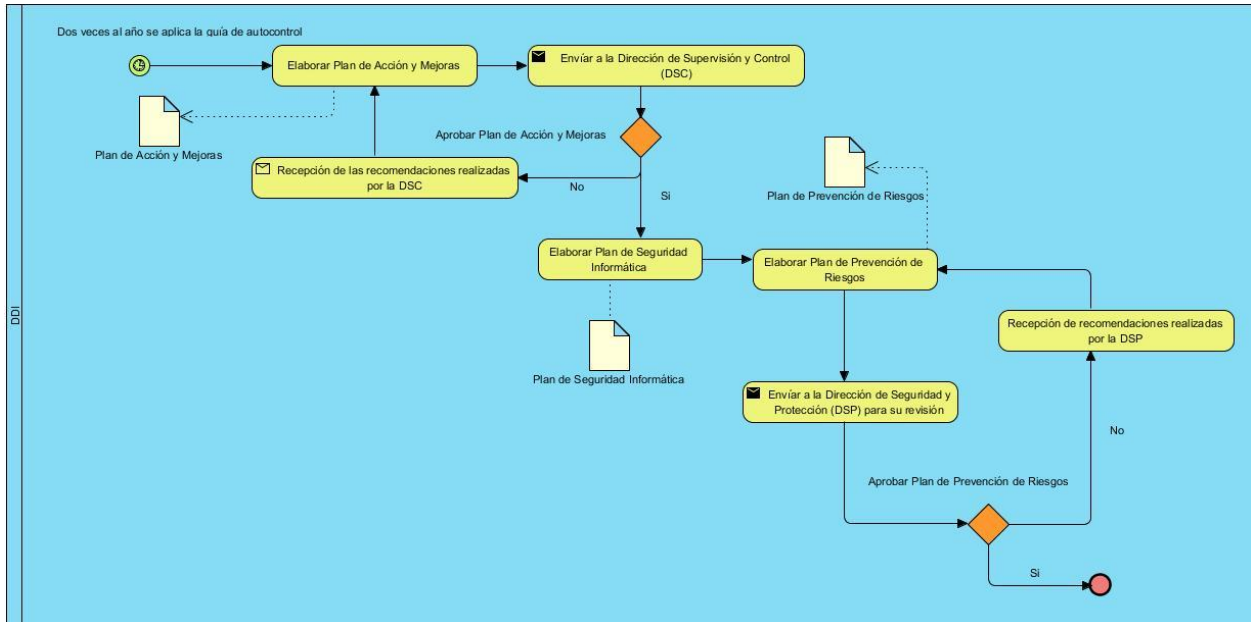 Dos veces al año se aplica la guía de autocontrol
Elaborar Plan de Acción y Mejoras
Envíar a la Dirección de Supervisión y Control
(DSC)
Plan de Acción y Mejoras
Aprobar Plan de Acción y Mejoras
Recepción de las recomendaciones realizadas
por la DSC
No
Si
Plan de Prevención de Riesgos
Elaborar Plan de Seguridad
Informática
Elaborar Plan de Prevención de
Riesgos
DDI
Recepción de recomendaciones realizadas
por la DSP
Plan de Seguridad Informática
Envíar a la Dirección de Seguridad y
Protección (DSP) para su revisión
No
Aprobar Plan de Prevención de Riesgos
Si